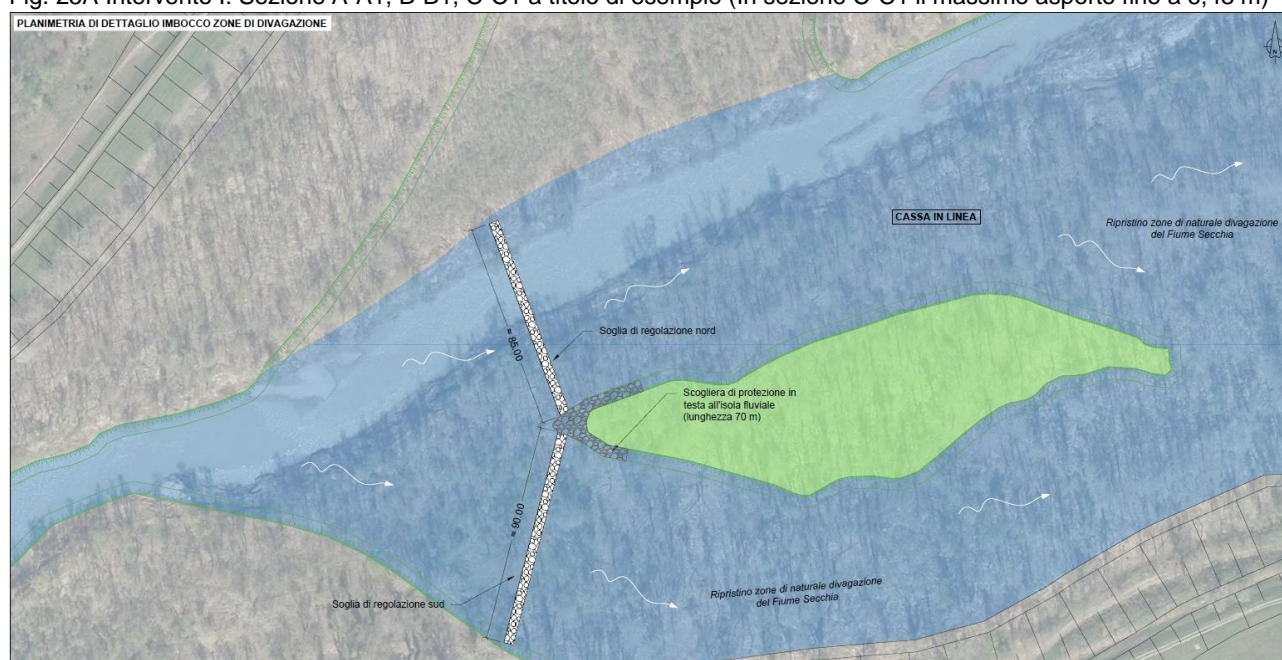 Fig. 28A Intervento I. Sezione A-A1, B-B1, C-C1 a titolo di esempio (in sezione C-C1 il massimo asporto fino a
PLANIMETRIA DI DETTAGLIO IMBOCCO ZONE DI DIVAGAZIONE
N
CASSA IN LINEA
Ripristino zone di naturale divagazione
del Fiume Secchia
Soglia di regolazione nord
≈ 85.00
Scogliera di protezione in
testa all'isola fluviale
(lunghezza 70 m)
≈ 90.00
Soglia di regolazione sud
Ripristino zone di naturale divagazione
del Fiume Secchia